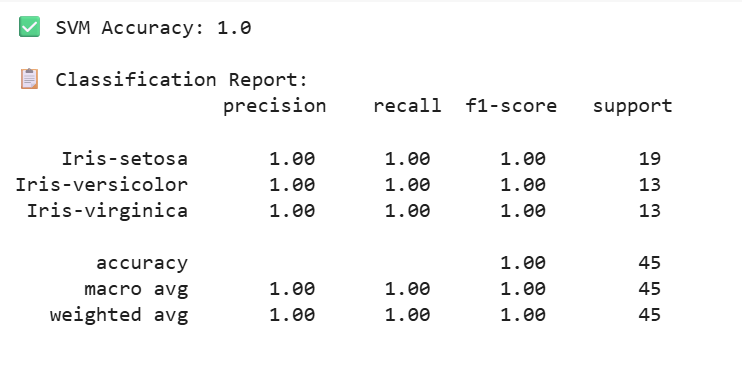 ✅ SVM Accuracy: 1.0
📋 Classification Report:
precision recall f1-score support
Iris-setosa 1.00 1.00 1.00 19
Iris-versicolor 1.00 1.00 1.00 13
Iris-virginica 1.00 1.00 1.00 13
accuracy 1.00 45
macro avg 1.00 1.00 1.00 45
weighted avg 1.00 1.00 1.00 45